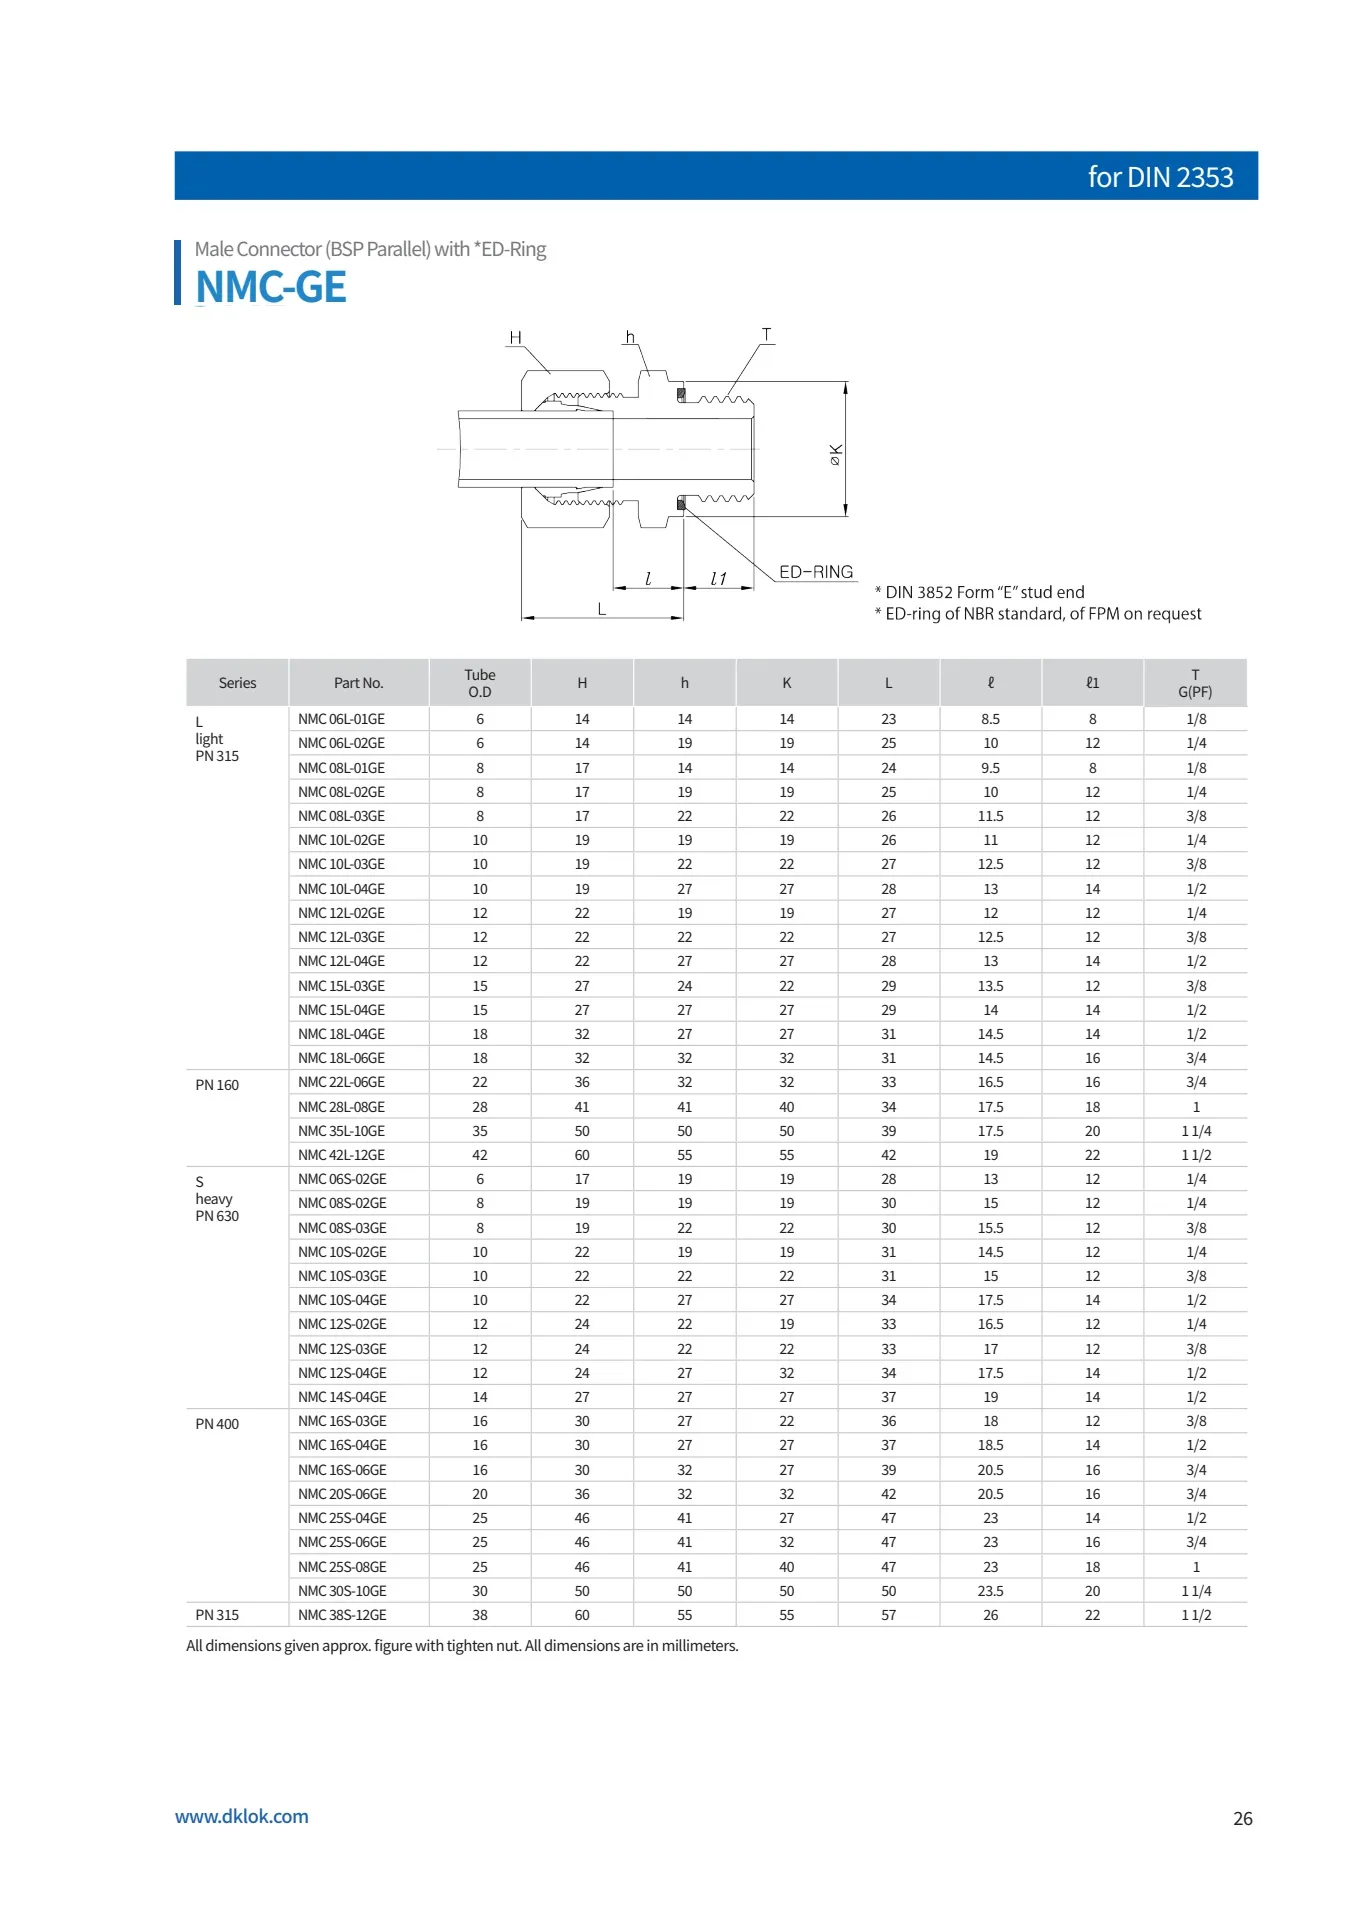 for DIN 2353
Male Connector (BSP Parallel) with *ED-Ring
NMC-GE
H
h
T
øK
ED-RING
l
l1
L
* DIN 3852 Form “E” stud end
* ED-ring of NBR standard, of FPM on request
Series Part No. Tube O.D H h K L ℓ ℓ1 T G(PF)
L light PN 315
NMC 06L-01GE 6 14 14 14 23 8.5 8 1/8
NMC 06L-02GE 6 14 19 19 25 10 12 1/4
NMC 08L-01GE 8 17 14 14 24 9.5 8 1/8
NMC 08L-02GE 8 17 19 19 25 10 12 1/4
NMC 08L-03GE 8 17 22 22 26 11.5 12 3/8
NMC 10L-02GE 10 19 19 19 26 11 12 1/4
NMC 10L-03GE 10 19 22 22 27 12.5 12 3/8
NMC 10L-04GE 10 19 27 27 28 13 14 1/2
NMC 12L-02GE 12 22 19 19 27 12 12 1/4
NMC 12L-03GE 12 22 22 22 27 12.5 12 3/8
NMC 12L-04GE 12 22 27 27 28 13 14 1/2
NMC 15L-03GE 15 27 24 22 29 13.5 12 3/8
NMC 15L-04GE 15 27 27 27 29 14 14 1/2
NMC 18L-04GE 18 32 27 27 31 14.5 14 1/2
NMC 18L-06GE 18 32 32 32 31 14.5 16 3/4
PN 160 NMC 22L-06GE 22 36 32 32 33 16.5 16 3/4
NMC 28L-08GE 28 41 41 40 34 17.5 18 1
NMC 35L-10GE 35 50 50 50 39 17.5 20 1 1/4
NMC 42L-12GE 42 60 55 55 42 19 22 1 1/2
S heavy PN 630
NMC 06S-02GE 6 17 19 19 28 13 12 1/4
NMC 08S-02GE 8 19 19 19 30 15 12 1/4
NMC 08S-03GE 8 19 22 22 30 15.5 12 3/8
NMC 10S-02GE 10 22 19 19 31 14.5 12 1/4
NMC 10S-03GE 10 22 22 22 31 15 12 3/8
NMC 10S-04GE 10 22 27 27 34 17.5 14 1/2
NMC 12S-02GE 12 24 22 19 33 16.5 12 1/4
NMC 12S-03GE 12 24 22 22 33 17 12 3/8
NMC 12S-04GE 12 24 27 32 34 17.5 14 1/2
NMC 14S-04GE 14 27 27 27 37 19 14 1/2
PN 400 NMC 16S-03GE 16 30 27 22 36 18 12 3/8
NMC 16S-04GE 16 30 27 27 37 18.5 14 1/2
NMC 16S-06GE 16 30 32 27 39 20.5 16 3/4
NMC 20S-06GE 20 36 32 32 42 20.5 16 3/4
NMC 25S-04GE 25 46 41 27 47 23 14 1/2
NMC 25S-06GE 25 46 41 32 47 23 16 3/4
NMC 25S-08GE 25 46 41 40 47 23 18 1
NMC 30S-10GE 30 50 50 50 50 23.5 20 1 1/4
PN 315 NMC 38S-12GE 38 60 55 55 57 26 22 1 1/2
All dimensions given approx. figure with tighten nut. All dimensions are in millimeters.
www.dklok.com
26